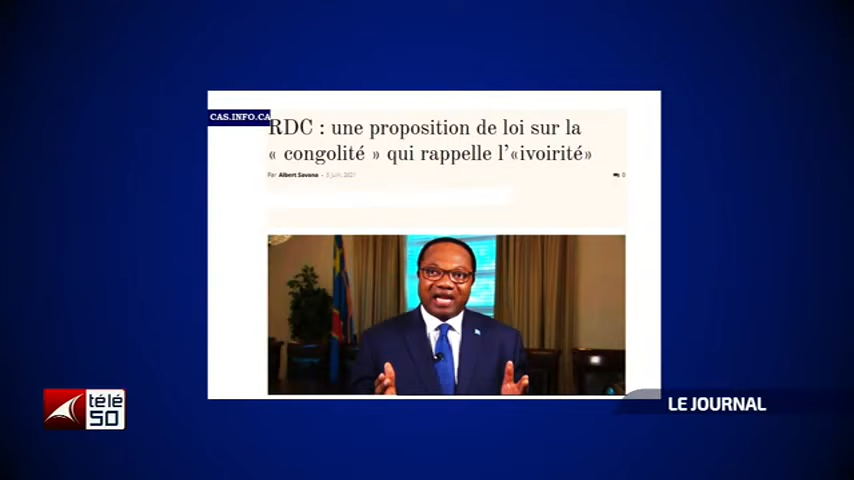 CAS.INFO.CA
RDC : une proposition de loi sur la
« congolité » qui rappelle l’«ivoirité»
Par Albert Savana - 5 juin, 2021
0
télé
50
LE JOURNAL